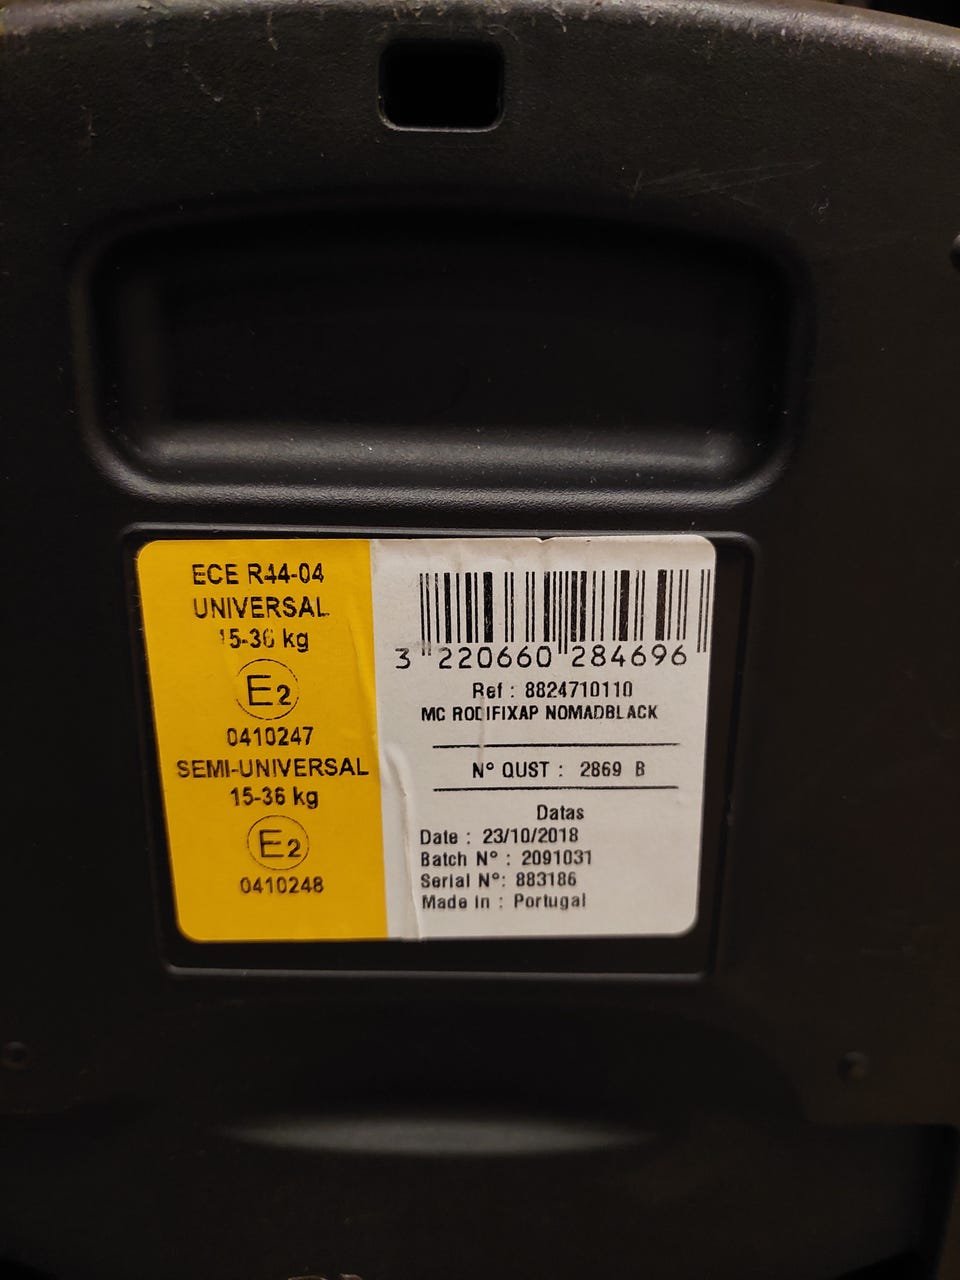 ECE R44-04
UNIVERSAL
15-36 kg
E2
0410247
SEMI-UNIVERSAL
15-36 kg
E2
0410248
3 220660 284696
Ref : 8824710110
MC RODIFIXAP NOMADBLACK
N° QUST : 2869 B
Datas
Date : 23/10/2018
Batch N° : 2091031
Serial N°: 883186
Made in : Portugal